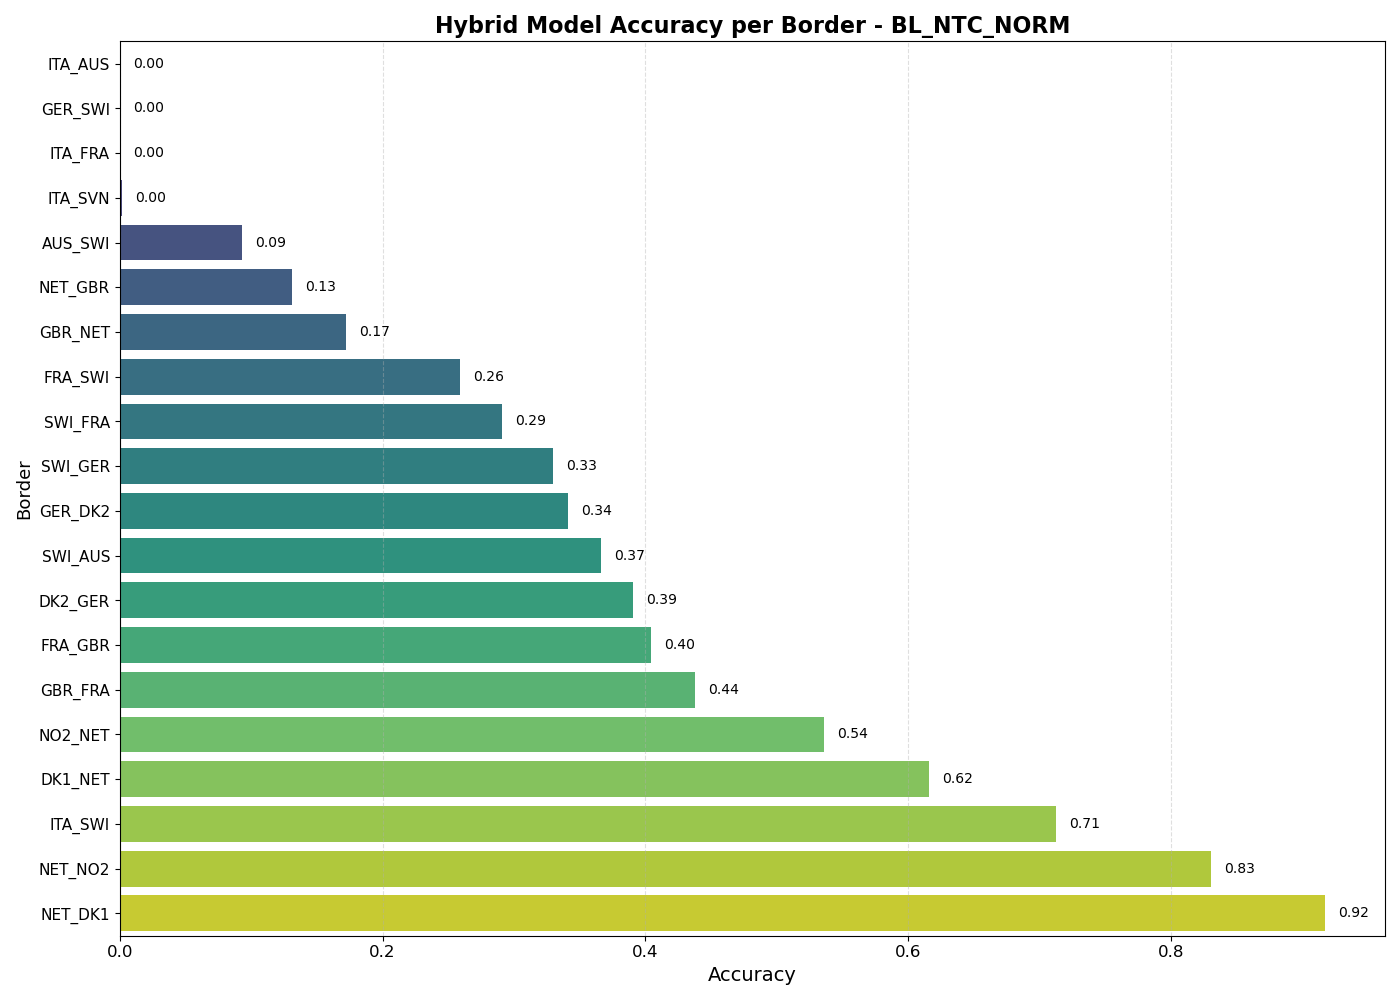 Hybrid Model Accuracy per Border - BL_NTC_NORM
Border
ITA_AUS 0.00
GER_SWI 0.00
ITA_FRA 0.00
ITA_SVN 0.00
AUS_SWI 0.09
NET_GBR 0.13
GBR_NET 0.17
FRA_SWI 0.26
SWI_FRA 0.29
SWI_GER 0.33
GER_DK2 0.34
SWI_AUS 0.37
DK2_GER 0.39
FRA_GBR 0.40
GBR_FRA 0.44
NO2_NET 0.54
DK1_NET 0.62
ITA_SWI 0.71
NET_NO2 0.83
NET_DK1 0.92
0.0 0.2 0.4 0.6 0.8
Accuracy